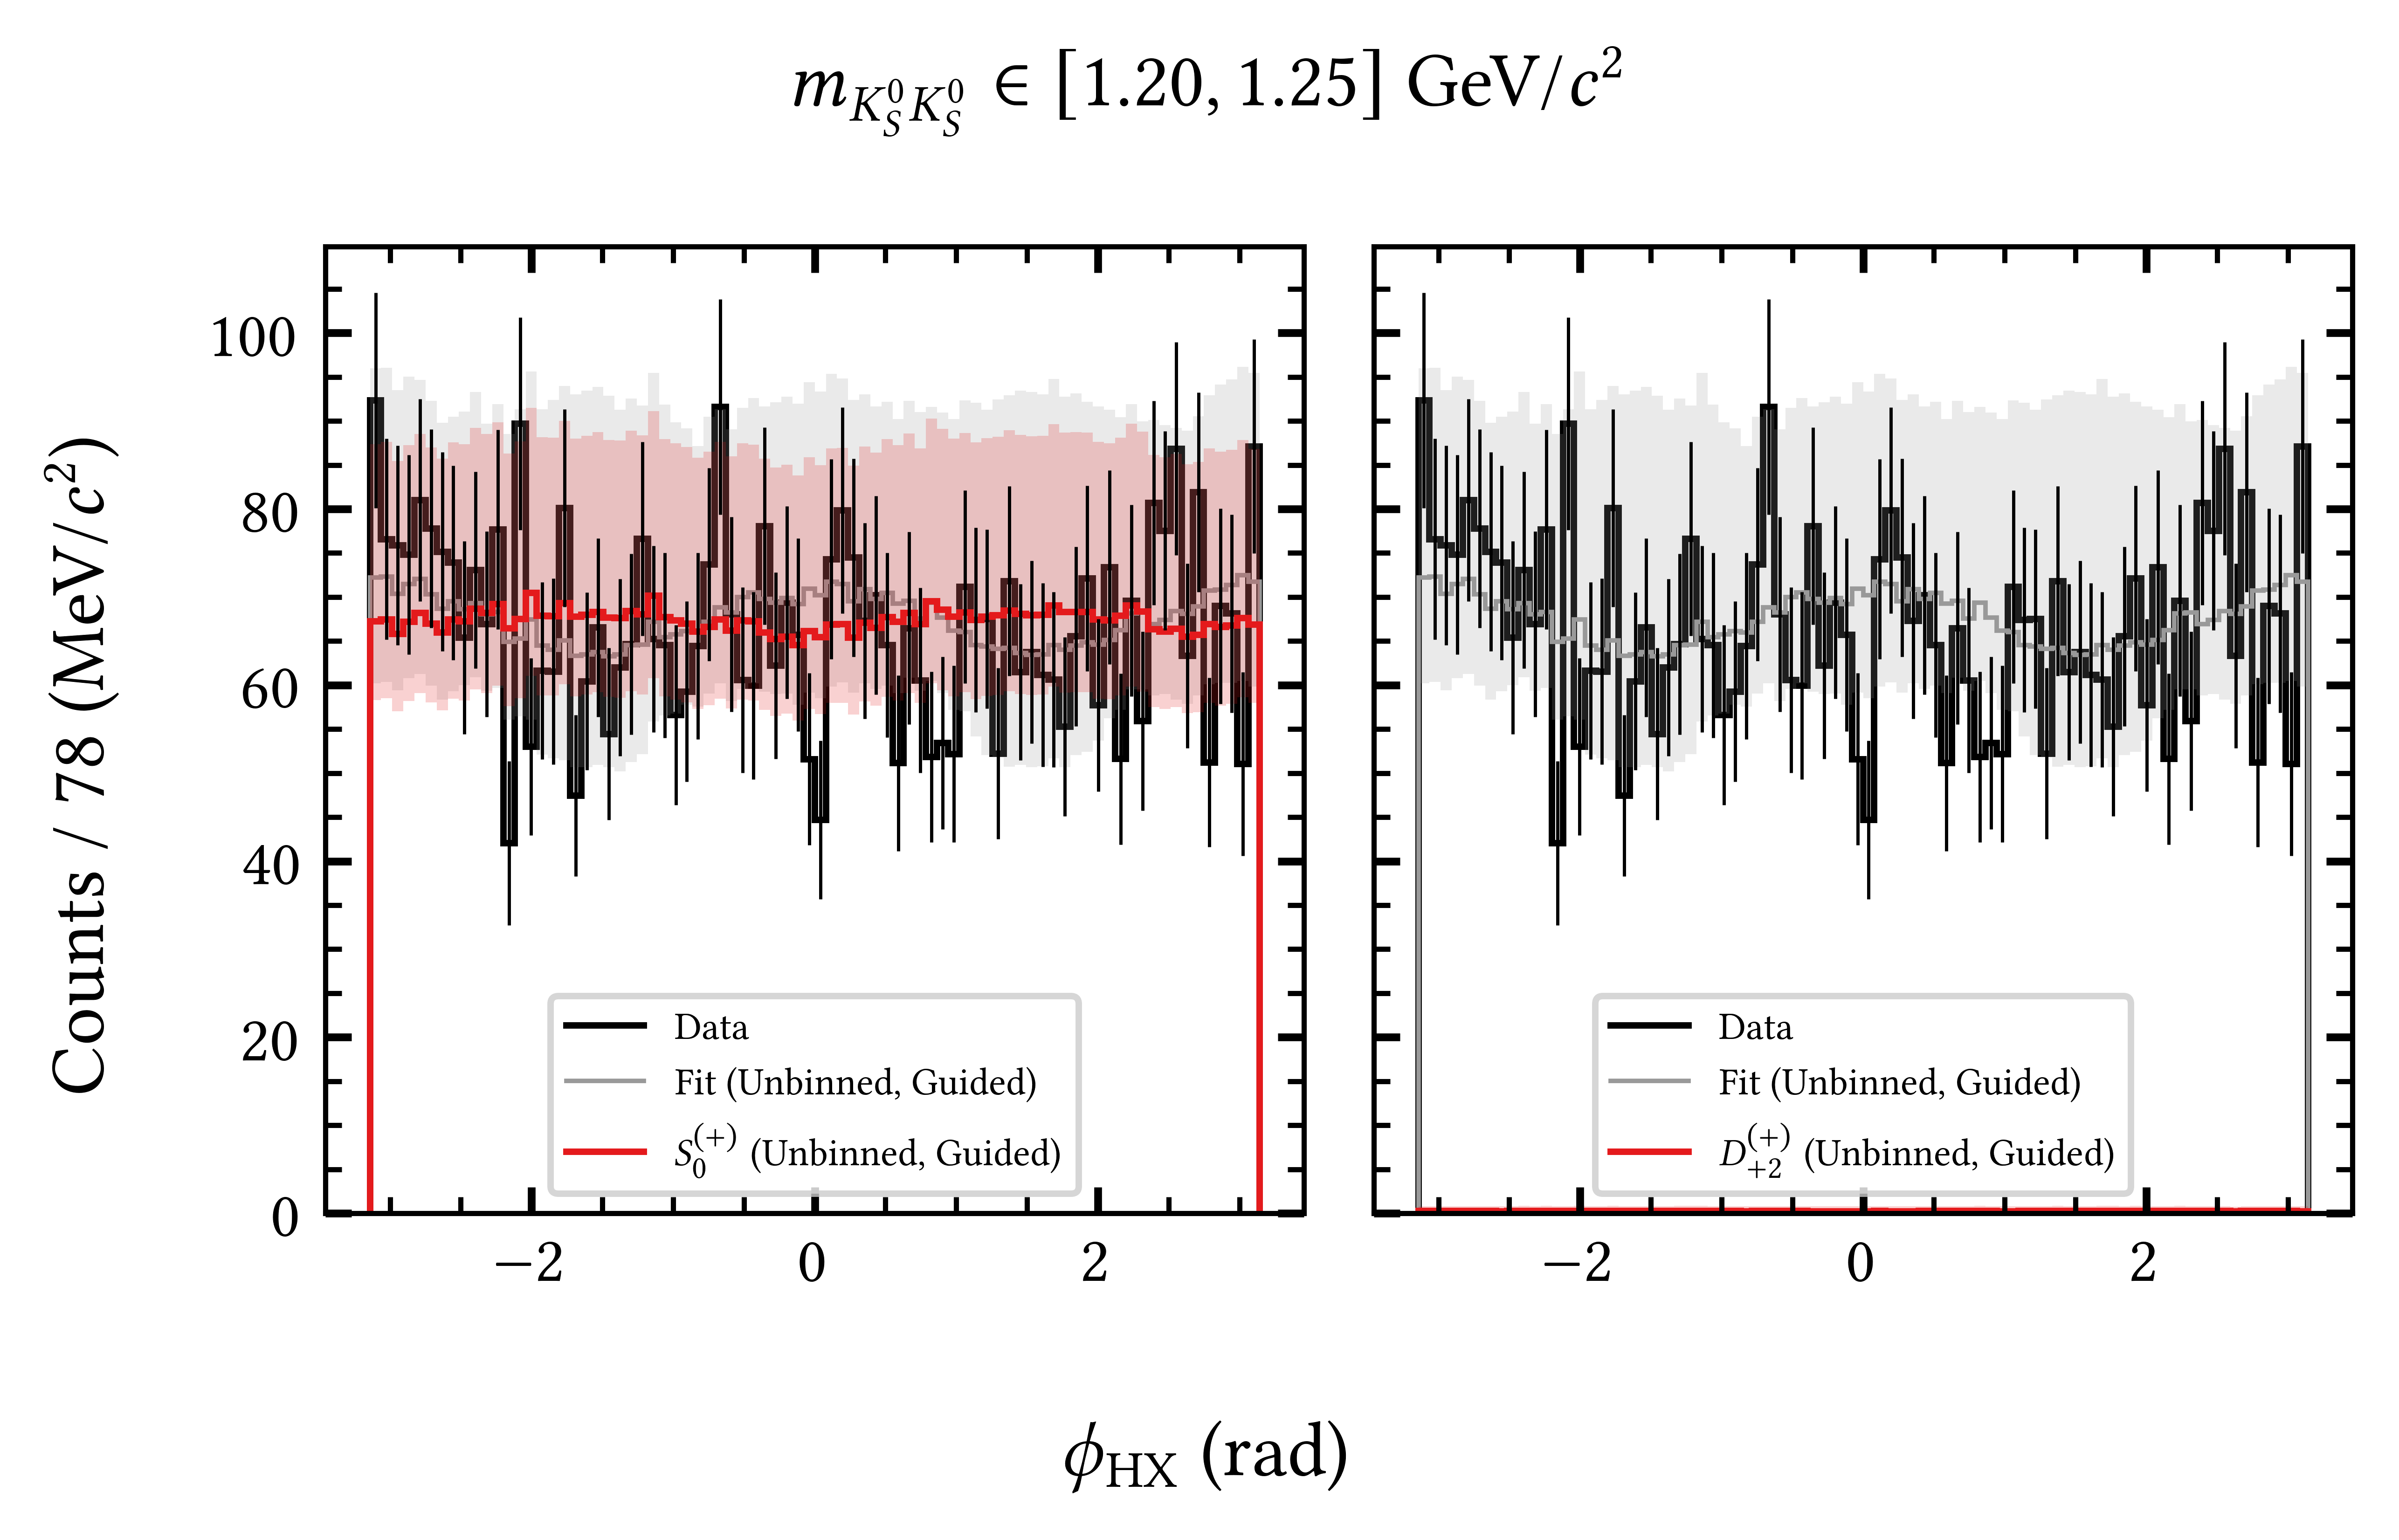 m_{K_S^0 K_S^0} ∈ [1.20, 1.25] GeV/c²
Counts / 78 (MeV/c²)
100
80
60
40
20
0
Data
Fit (Unbinned, Guided)
S_0^{(+)} (Unbinned, Guided)
−2
0
2
Data
Fit (Unbinned, Guided)
D_{+2}^{(+)} (Unbinned, Guided)
−2
0
2
ϕ_{HX} (rad)